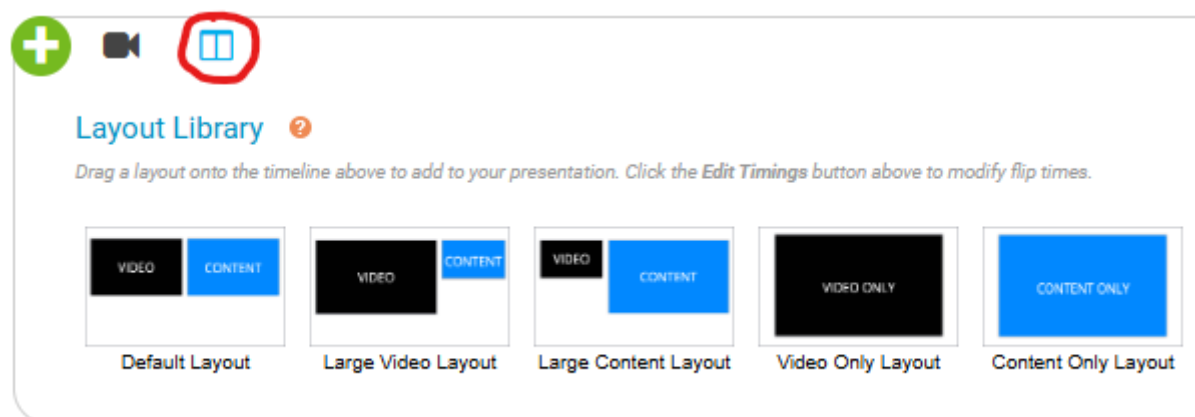 Layout Library ?
Drag a layout onto the timeline above to add to your presentation. Click the Edit Timings button above to modify flip times.
VIDEO CONTENT
VIDEO CONTENT
VIDEO CONTENT
VIDEO ONLY
CONTENT ONLY
Default Layout
Large Video Layout
Large Content Layout
Video Only Layout
Content Only Layout